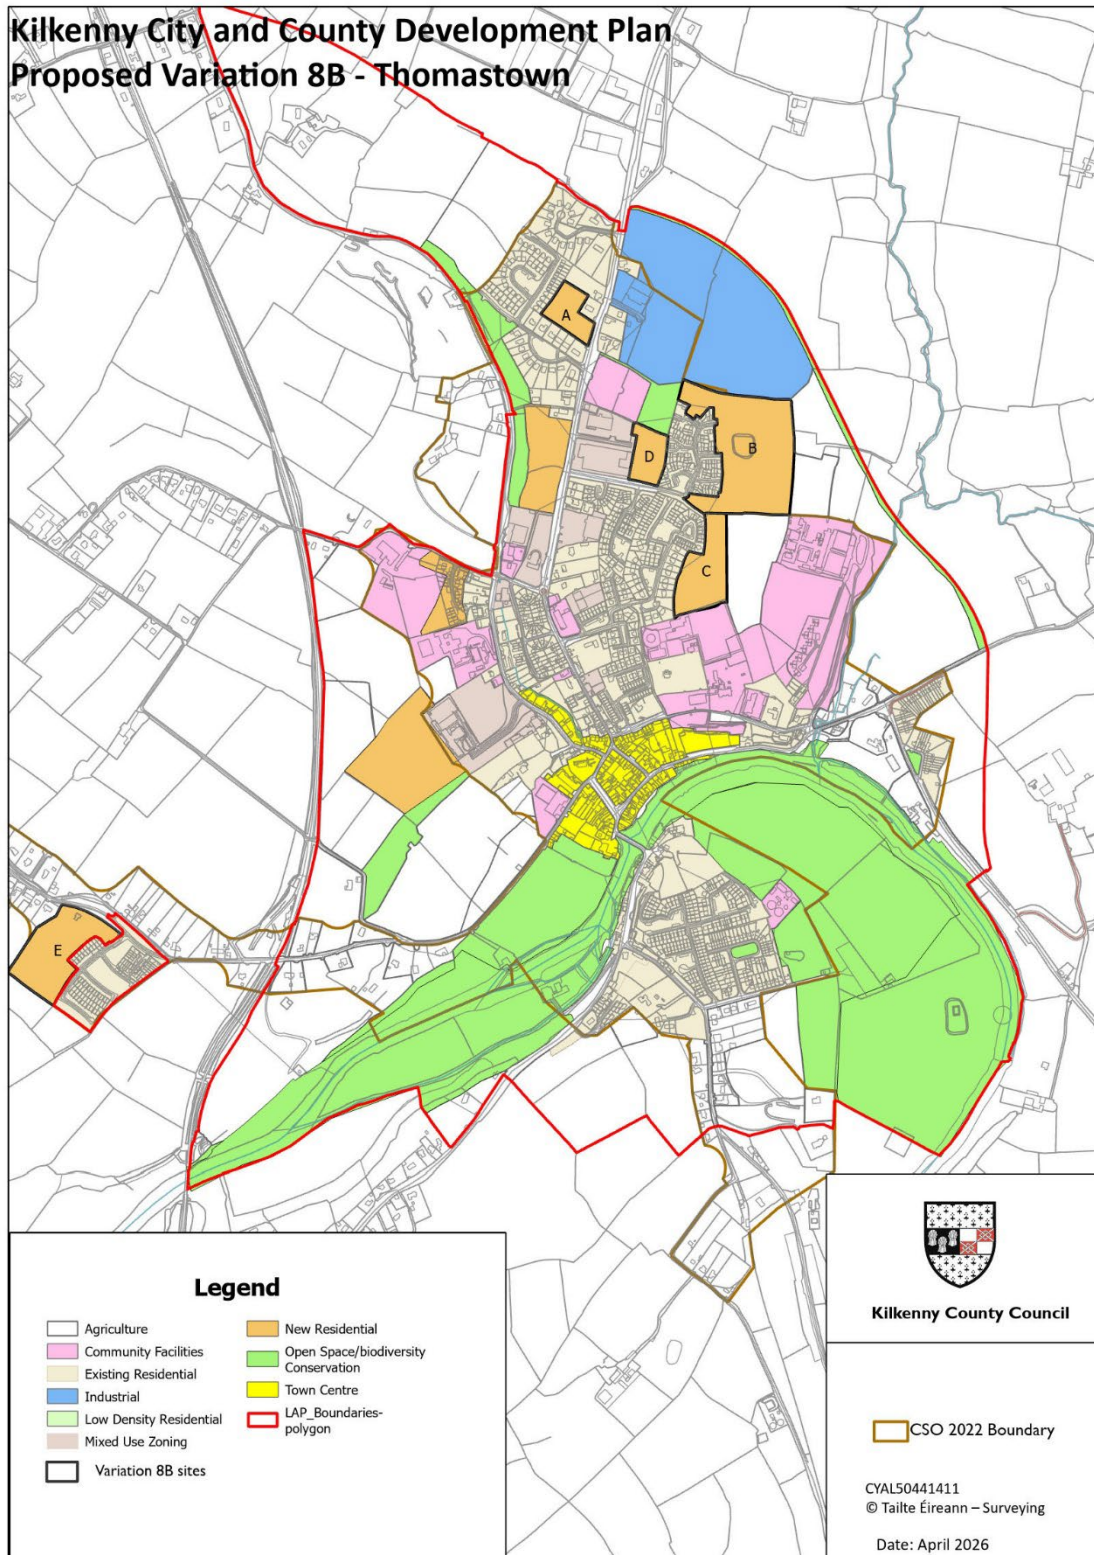 Kilkenny City and County Development Plan
Proposed Variation 8B - Thomastown
A
B
D
C
E
Legend
Agriculture
Community Facilities
Existing Residential
Industrial
Low Density Residential
Mixed Use Zoning
Variation 8B sites
New Residential
Open Space/biodiversity
Conservation
Town Centre
LAP_Boundaries-
polygon
Kilkenny County Council
CSO 2022 Boundary
CYAL50441411
© Tailte Éireann – Surveying
Date: April 2026